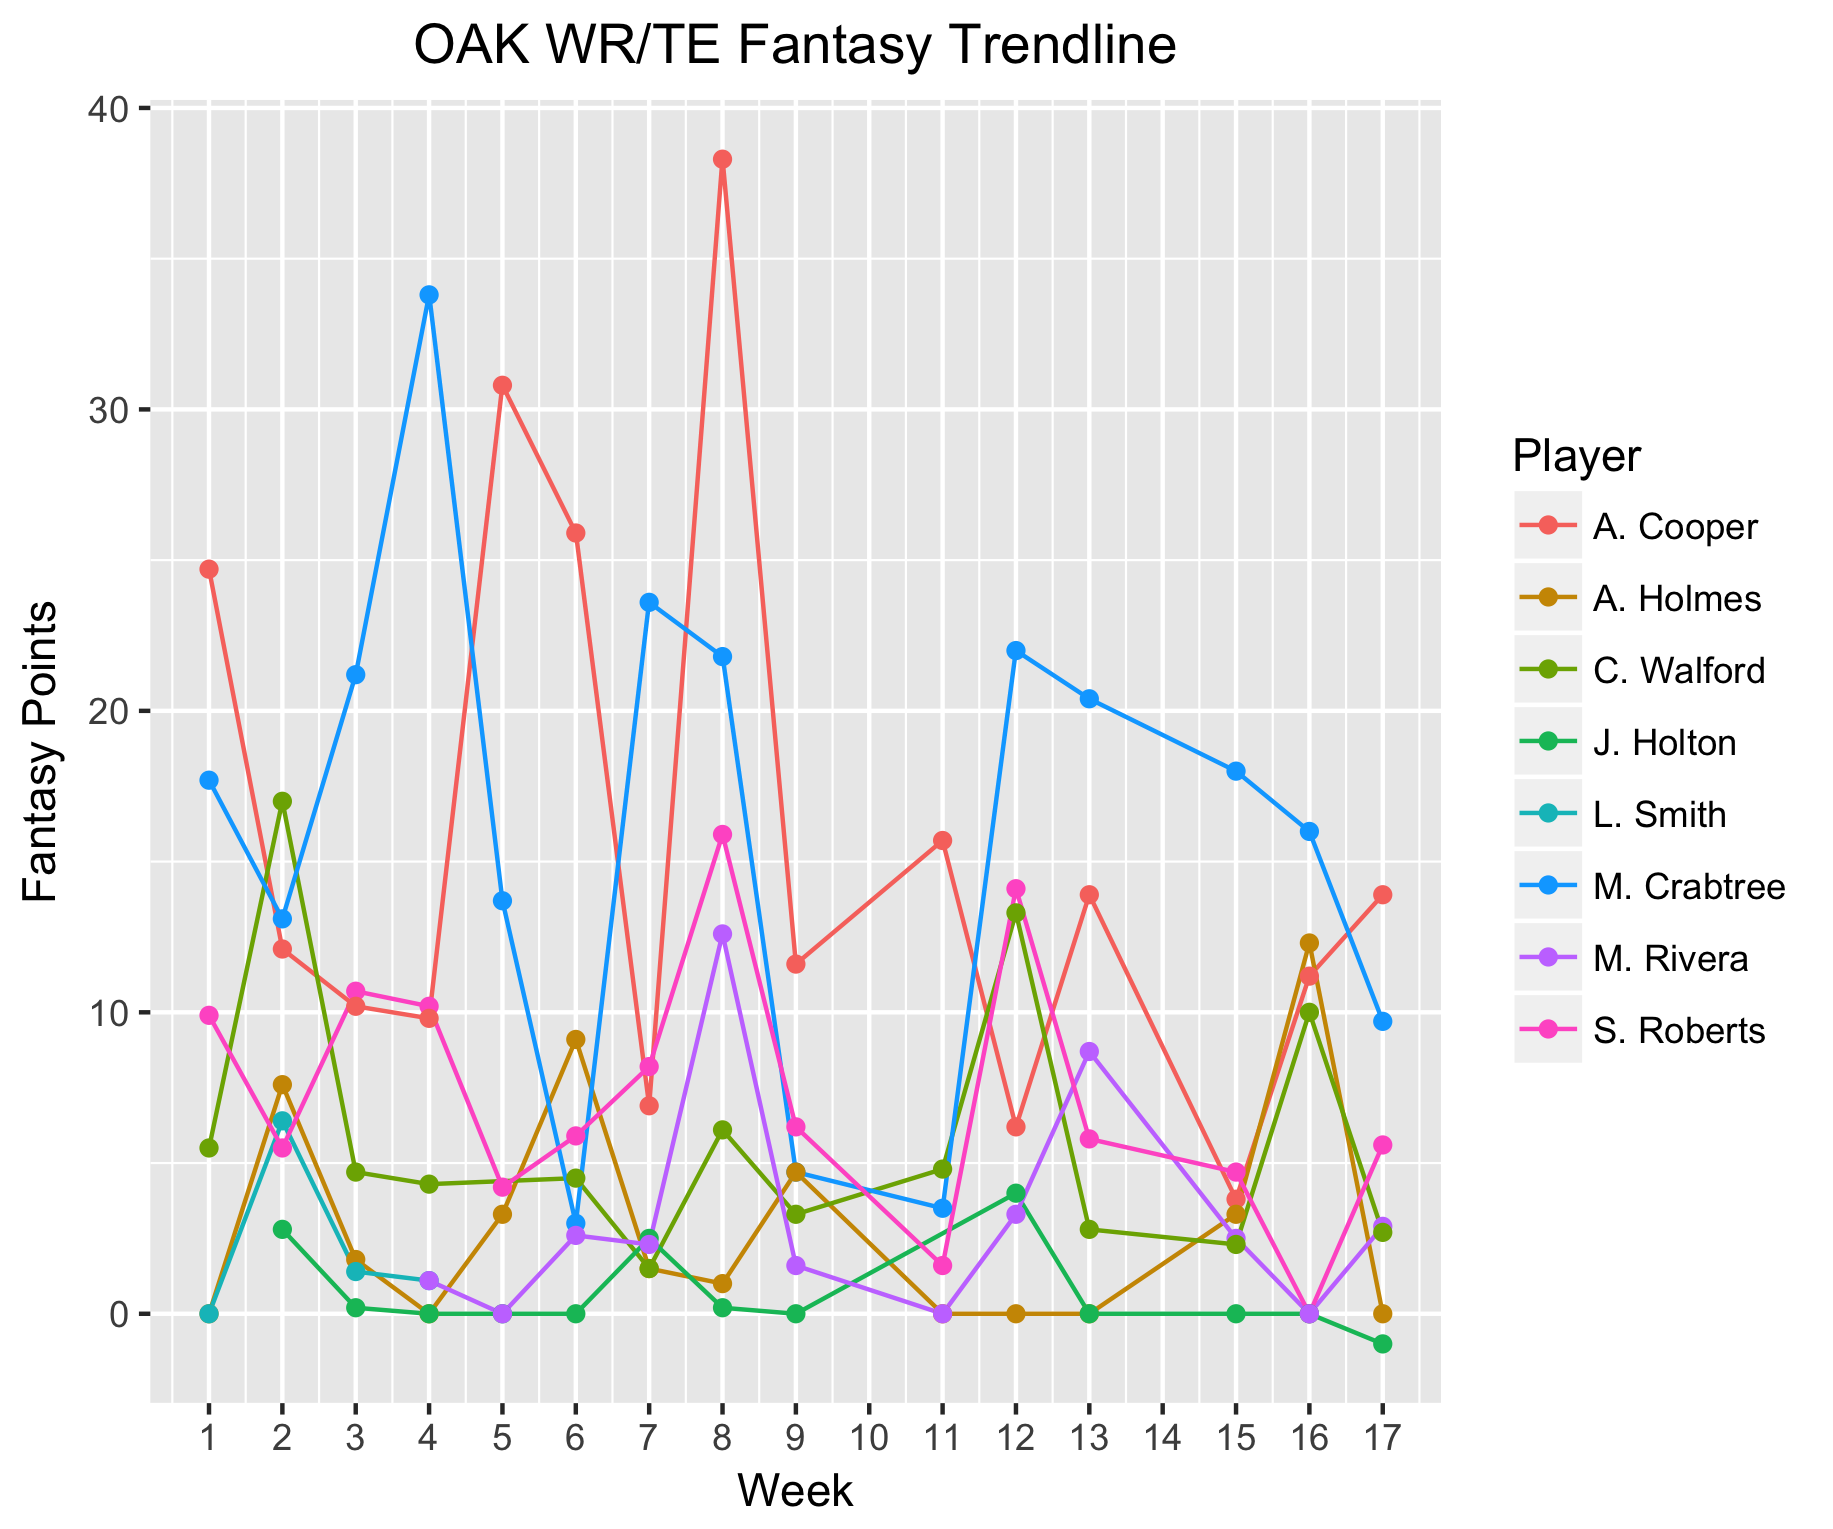 OAK WR/TE Fantasy Trendline
Fantasy Points
40
30
20
10
0
1 2 3 4 5 6 7 8 9 10 11 12 13 14 15 16 17
Week
Player
A. Cooper
A. Holmes
C. Walford
J. Holton
L. Smith
M. Crabtree
M. Rivera
S. Roberts